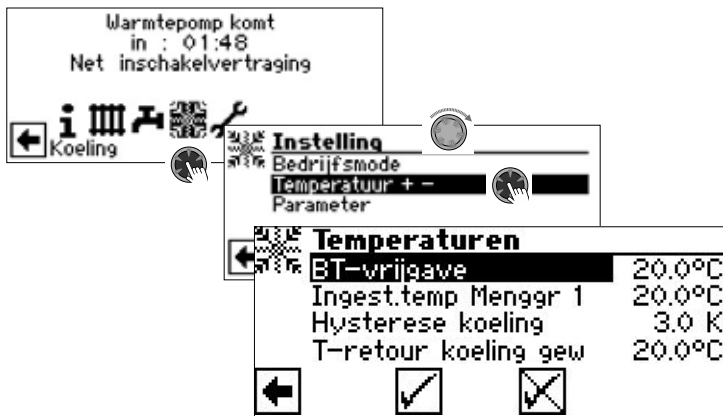 Warmtepomp komt
in : 01:48
Net inschakelvertraging
Koeling
Instelling
Bedrijfsmode
Temperatuur + -
Parameter
Temperaturen
BT-vrijgave 20.0°C
Ingest.temp Menggr 1 20.0°C
Hysterese koeling 3.0 K
T-retour koeling gew 20.0°C